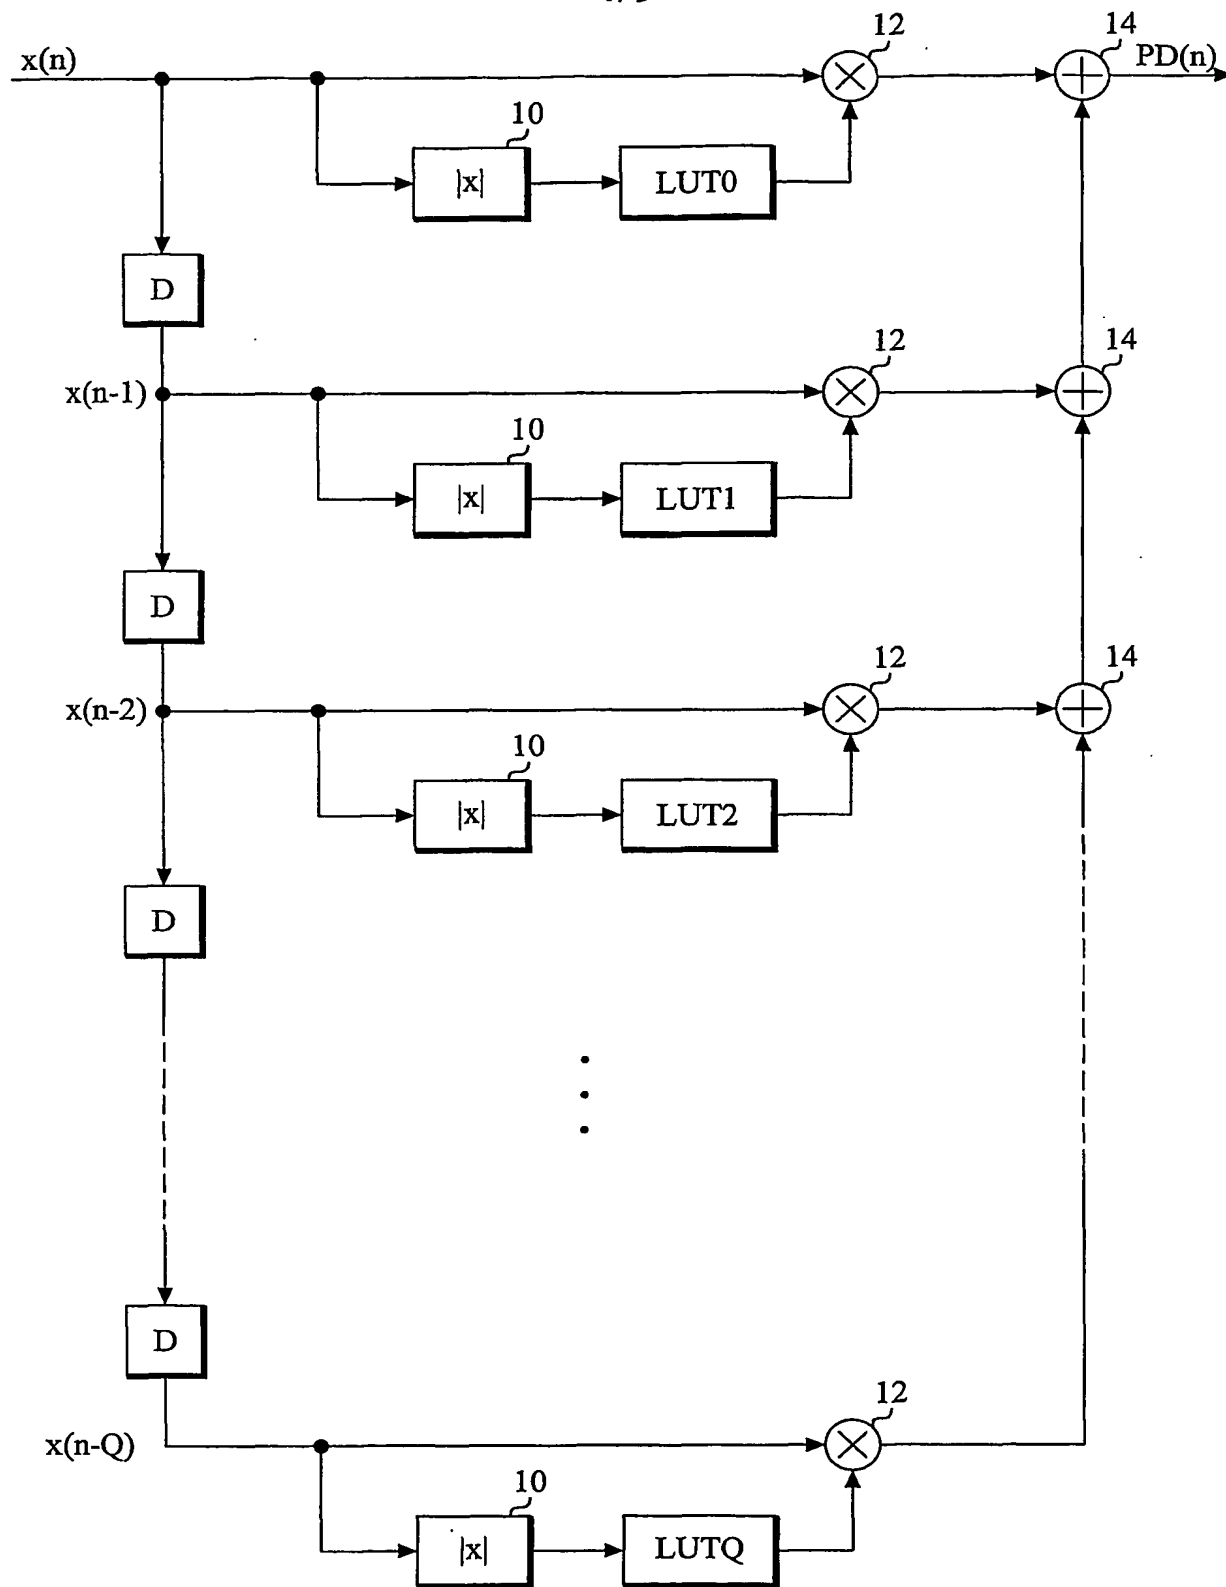 12
14
x(n)
PD(n)
10
|x|
LUT0
D
12
14
x(n-1)
10
|x|
LUT1
D
12
14
x(n-2)
10
|x|
LUT2
D
D
12
x(n-Q)
10
|x|
LUTQ